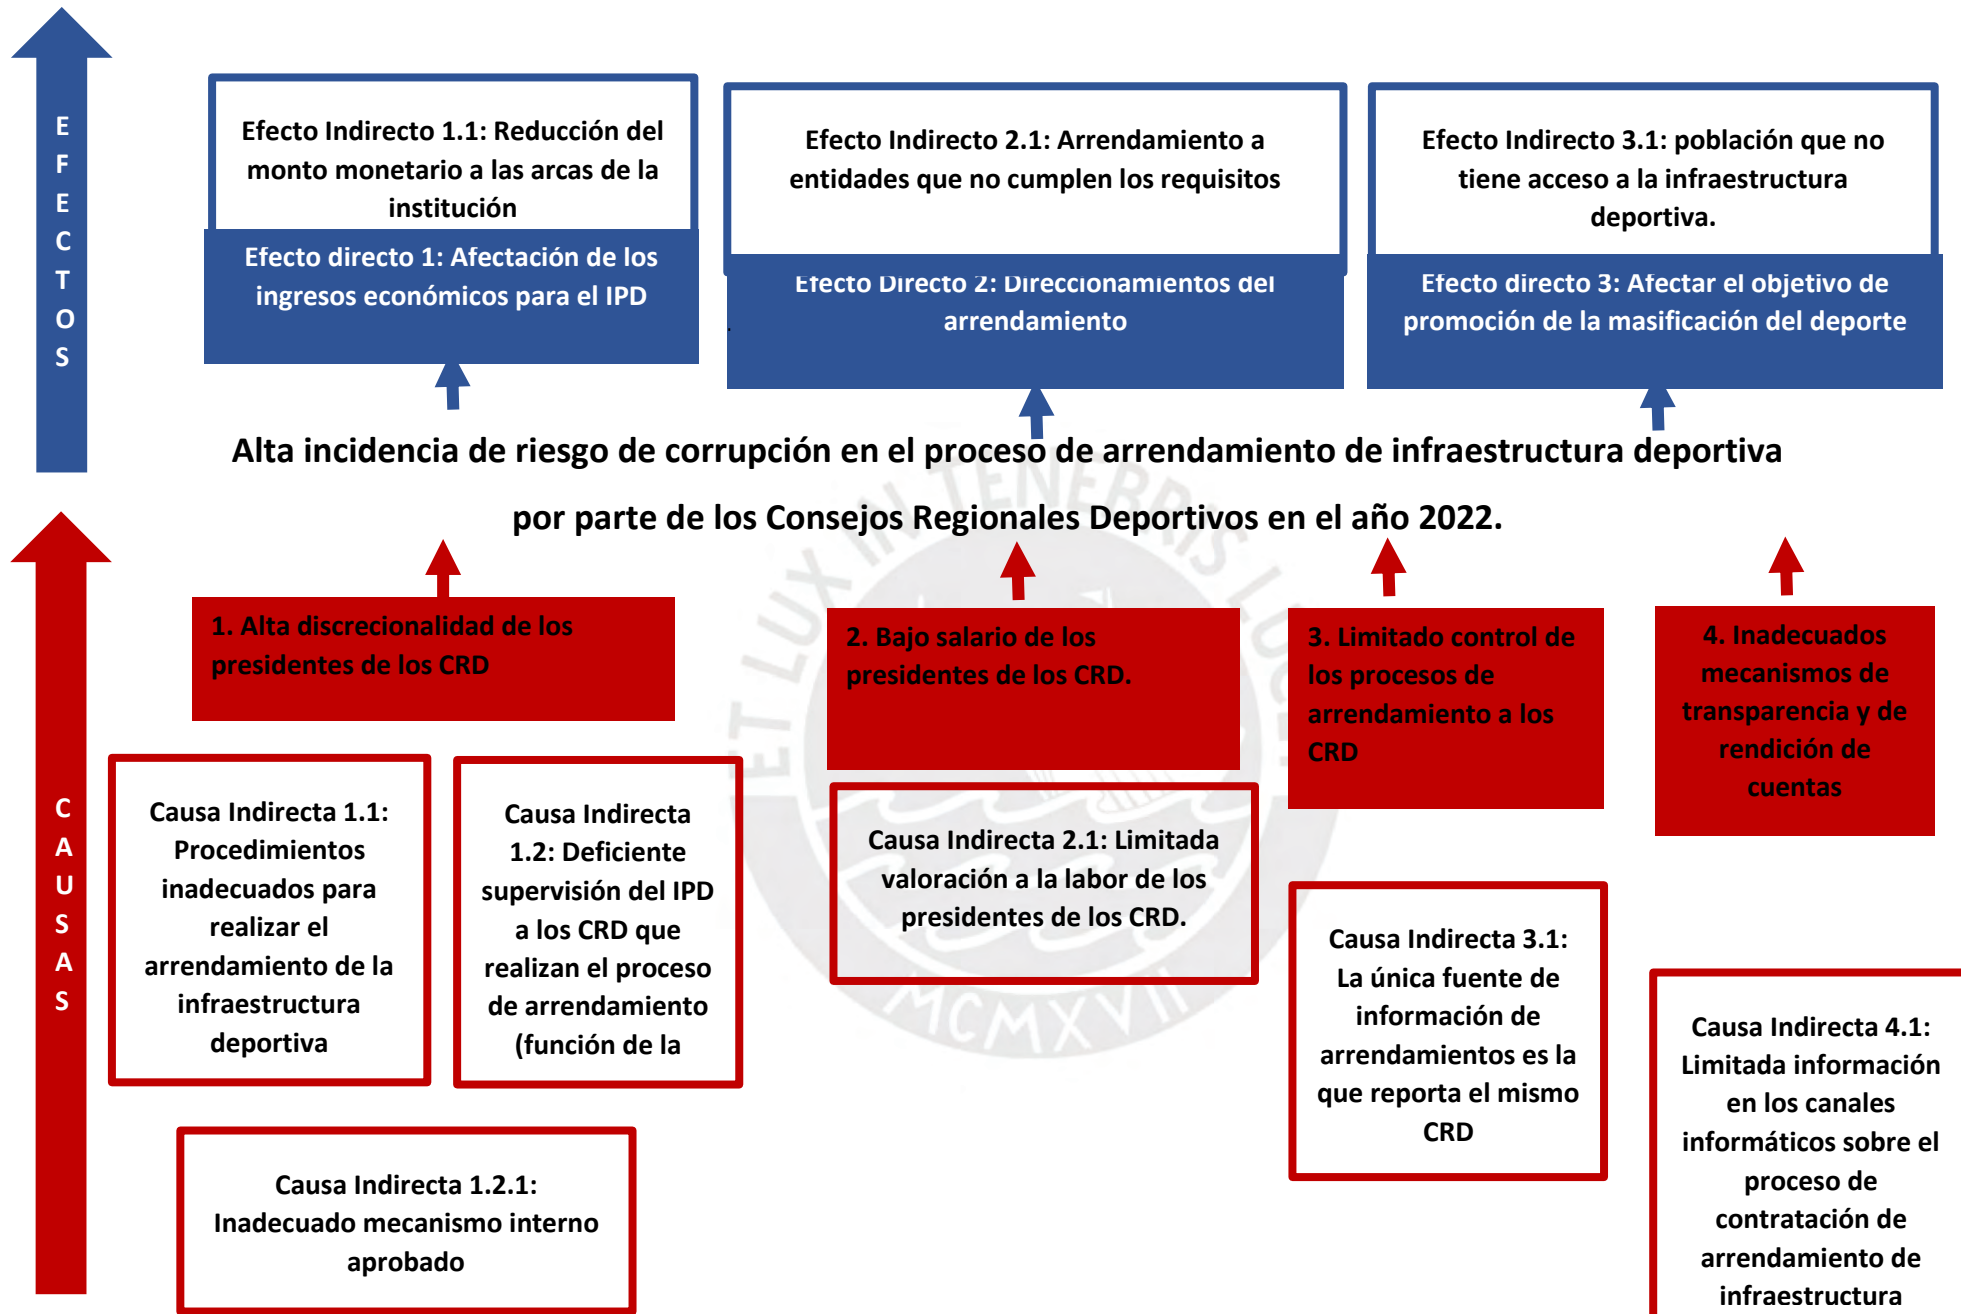 EFECTOS
Efecto Indirecto 1.1: Reducción del
monto monetario a las arcas de la
institución
Efecto directo 1: Afectación de los
ingresos económicos para el IPD
Efecto Indirecto 2.1: Arrendamiento a
entidades que no cumplen los requisitos
Efecto Directo 2: Direccionamientos del
arrendamiento
.
Efecto Indirecto 3.1: población que no
tiene acceso a la infraestructura
deportiva.
Efecto directo 3: Afectar el objetivo de
promoción de la masificación del deporte
Alta incidencia de riesgo de corrupción en el proceso de arrendamiento de infraestructura deportiva
por parte de los Consejos Regionales Deportivos en el año 2022.
CAUSAS
1. Alta discrecionalidad de los
presidentes de los CRD
2. Bajo salario de los
presidentes de los CRD.
3. Limitado control de
los procesos de
arrendamiento a los
CRD
4. Inadecuados
mecanismos de
transparencia y de
rendición de
cuentas
Causa Indirecta 1.1:
Procedimientos
inadecuados para
realizar el
arrendamiento de la
infraestructura
deportiva
Causa Indirecta
1.2: Deficiente
supervisión del IPD
a los CRD que
realizan el proceso
de arrendamiento
(función de la
Causa Indirecta 2.1: Limitada
valoración a la labor de los
presidentes de los CRD.
Causa Indirecta 3.1:
La única fuente de
información de
arrendamientos es la
que reporta el mismo
CRD
Causa Indirecta 4.1:
Limitada información
en los canales
informáticos sobre el
proceso de
contratación de
arrendamiento de
infraestructura
Causa Indirecta 1.2.1:
Inadecuado mecanismo interno
aprobado
ET LUX IN TENEBRIS LUCET
MCMXVII